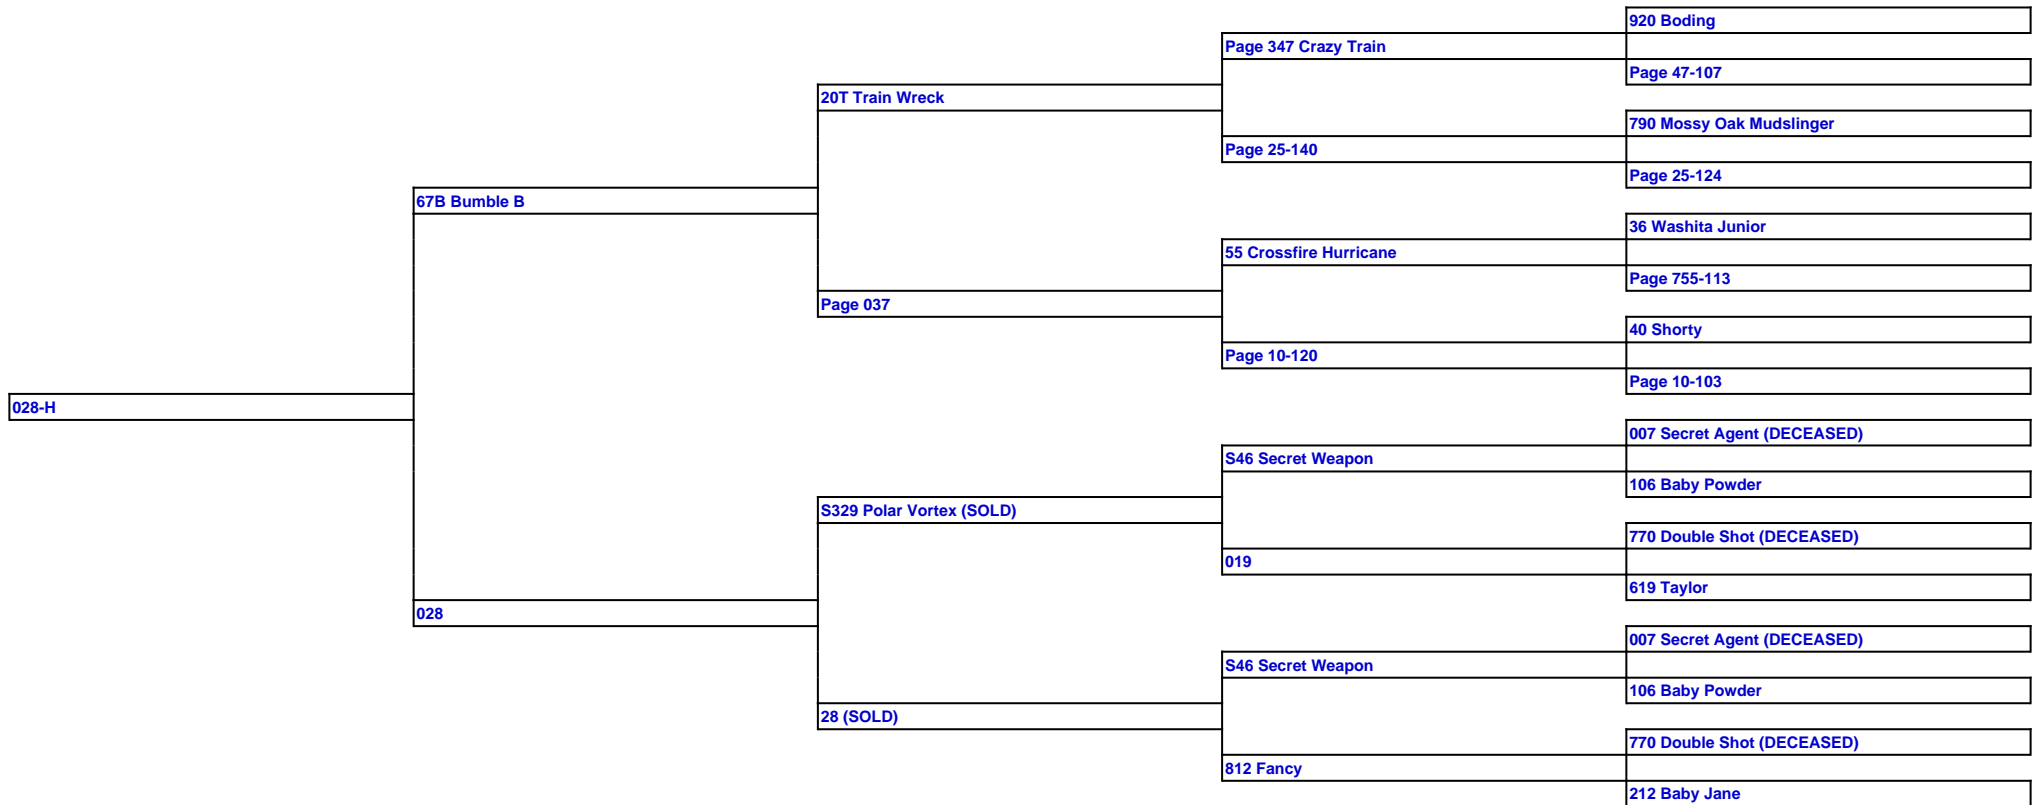 920 Boding
Page 347 Crazy Train
Page 47-107
20T Train Wreck
790 Mossy Oak Mudslinger
Page 25-140
Page 25-124
67B Bumble B
36 Washita Junior
55 Crossfire Hurricane
Page 755-113
Page 037
40 Shorty
Page 10-120
Page 10-103
028-H
007 Secret Agent (DECEASED)
S46 Secret Weapon
106 Baby Powder
S329 Polar Vortex (SOLD)
770 Double Shot (DECEASED)
019
619 Taylor
028
007 Secret Agent (DECEASED)
S46 Secret Weapon
106 Baby Powder
28 (SOLD)
770 Double Shot (DECEASED)
812 Fancy
212 Baby Jane